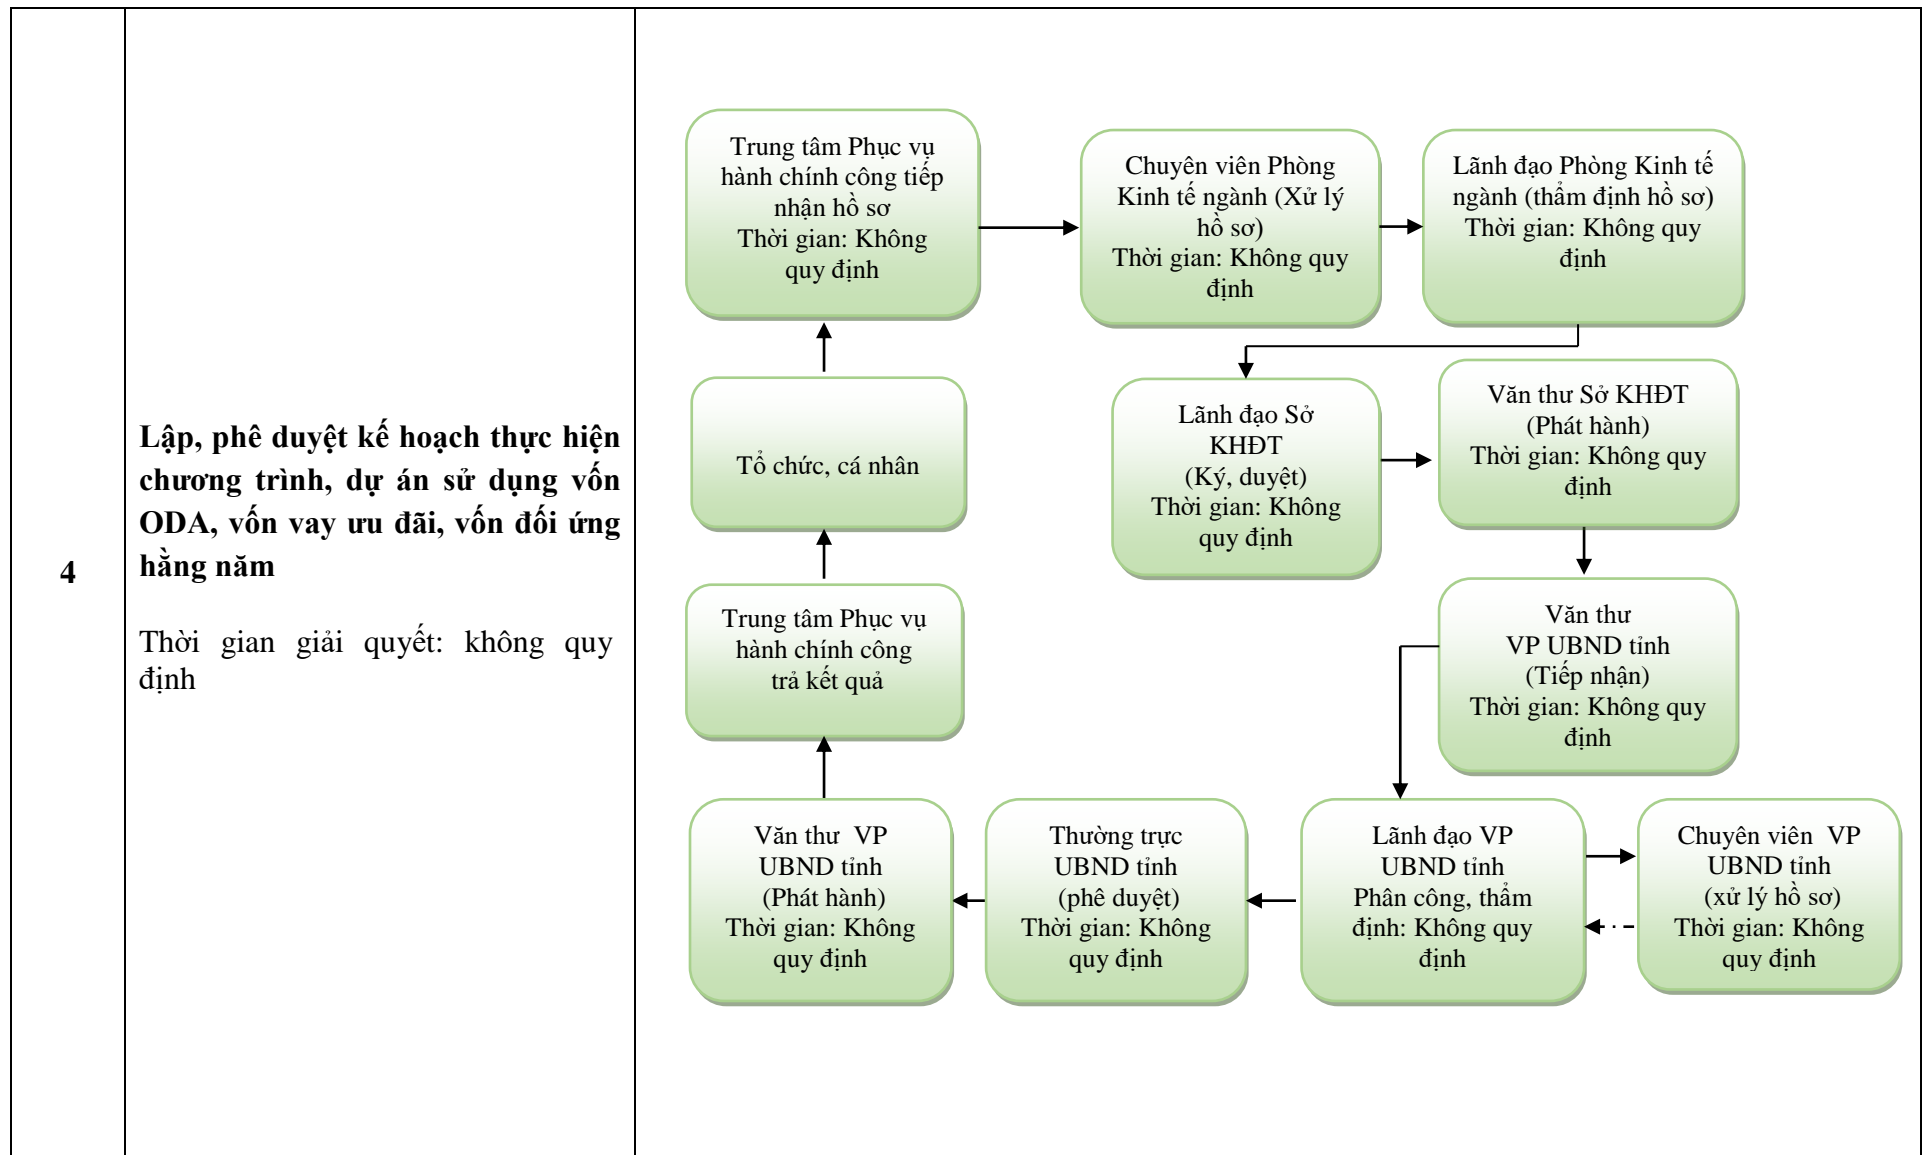 4
Lập, phê duyệt kế hoạch thực hiện
chương trình, dự án sử dụng vốn
ODA, vốn vay ưu đãi, vốn đối ứng
hằng năm
Thời gian giải quyết: không quy
định
Trung tâm Phục vụ
hành chính công tiếp
nhận hồ sơ
Thời gian: Không
quy định
Chuyên viên Phòng
Kinh tế ngành (Xử lý
hồ sơ)
Thời gian: Không quy
định
Lãnh đạo Phòng Kinh tế
ngành (thẩm định hồ sơ)
Thời gian: Không quy
định
Lãnh đạo Sở
KHĐT
(Ký, duyệt)
Thời gian: Không
quy định
Văn thư Sở KHĐT
(Phát hành)
Thời gian: Không quy
định
Văn thư
VP UBND tỉnh
(Tiếp nhận)
Thời gian: Không quy
định
Lãnh đạo VP
UBND tỉnh
Phân công, thẩm
định: Không quy
định
Chuyên viên VP
UBND tỉnh
(xử lý hồ sơ)
Thời gian: Không
quy định
Thường trực
UBND tỉnh
(phê duyệt)
Thời gian: Không
quy định
Văn thư VP
UBND tỉnh
(Phát hành)
Thời gian: Không
quy định
Trung tâm Phục vụ
hành chính công
trả kết quả
Tổ chức, cá nhân